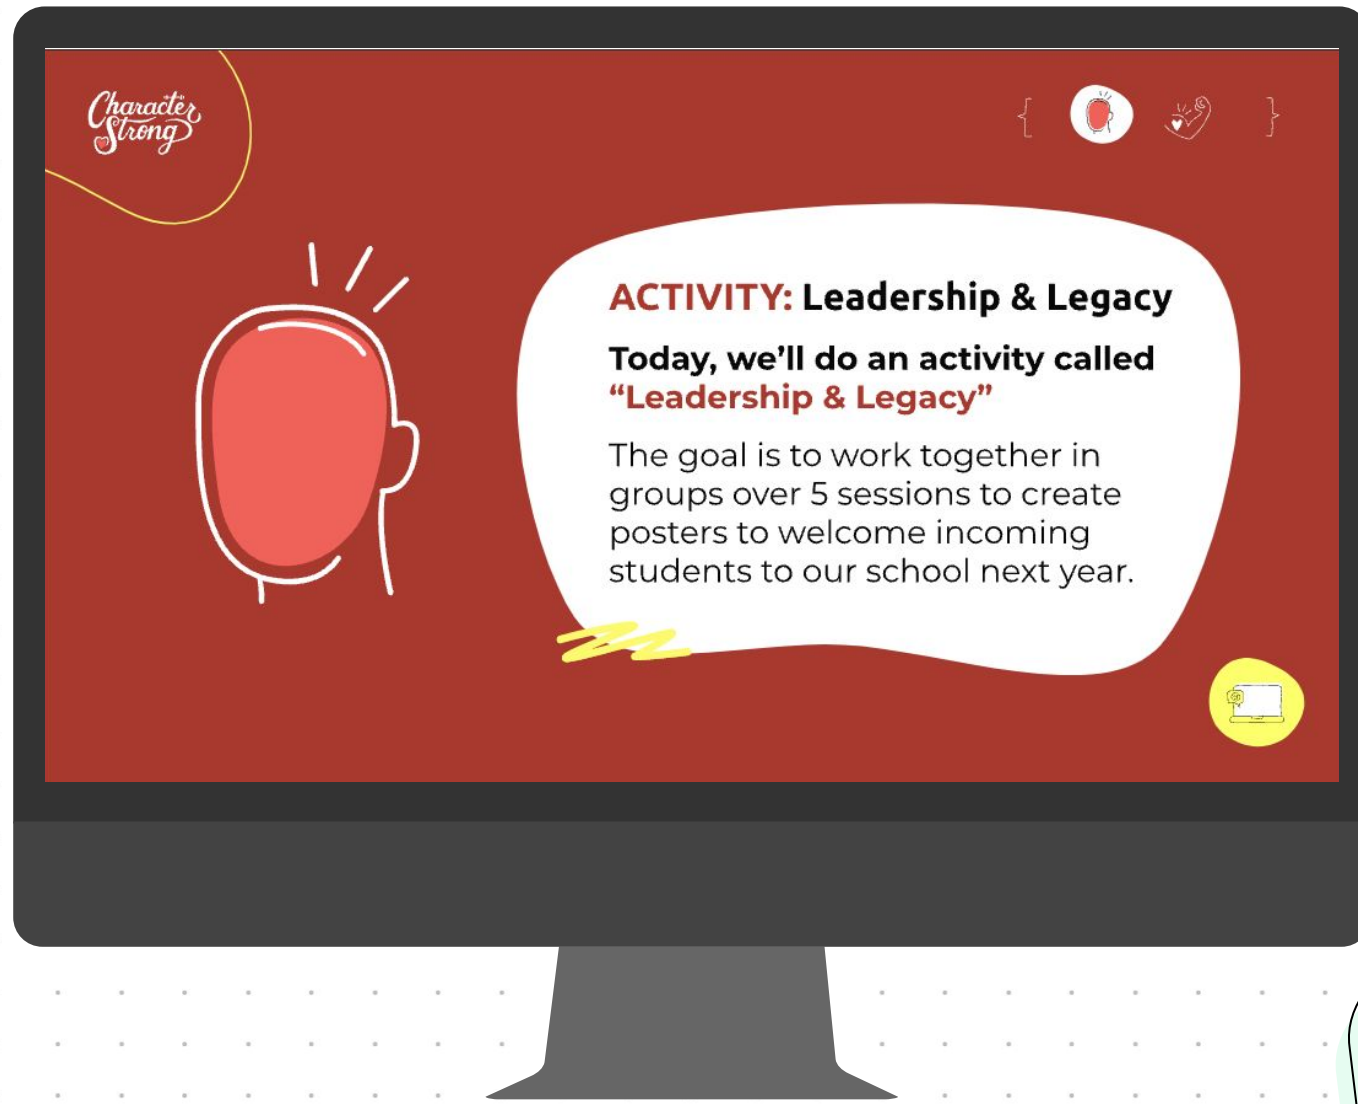 Character
Strong
ACTIVITY: Leadership & Legacy
Today, we’ll do an activity called
“Leadership & Legacy”
The goal is to work together in
groups over 5 sessions to create
posters to welcome incoming
students to our school next year.